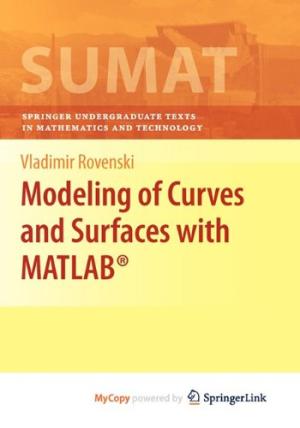 SUMAT
SPRINGER UNDERGRADUATE TEXTS
IN MATHEMATICS AND TECHNOLOGY
Vladimir Rovenski
Modeling of Curves
and Surfaces with
MATLAB®
MyCopy powered by SpringerLink